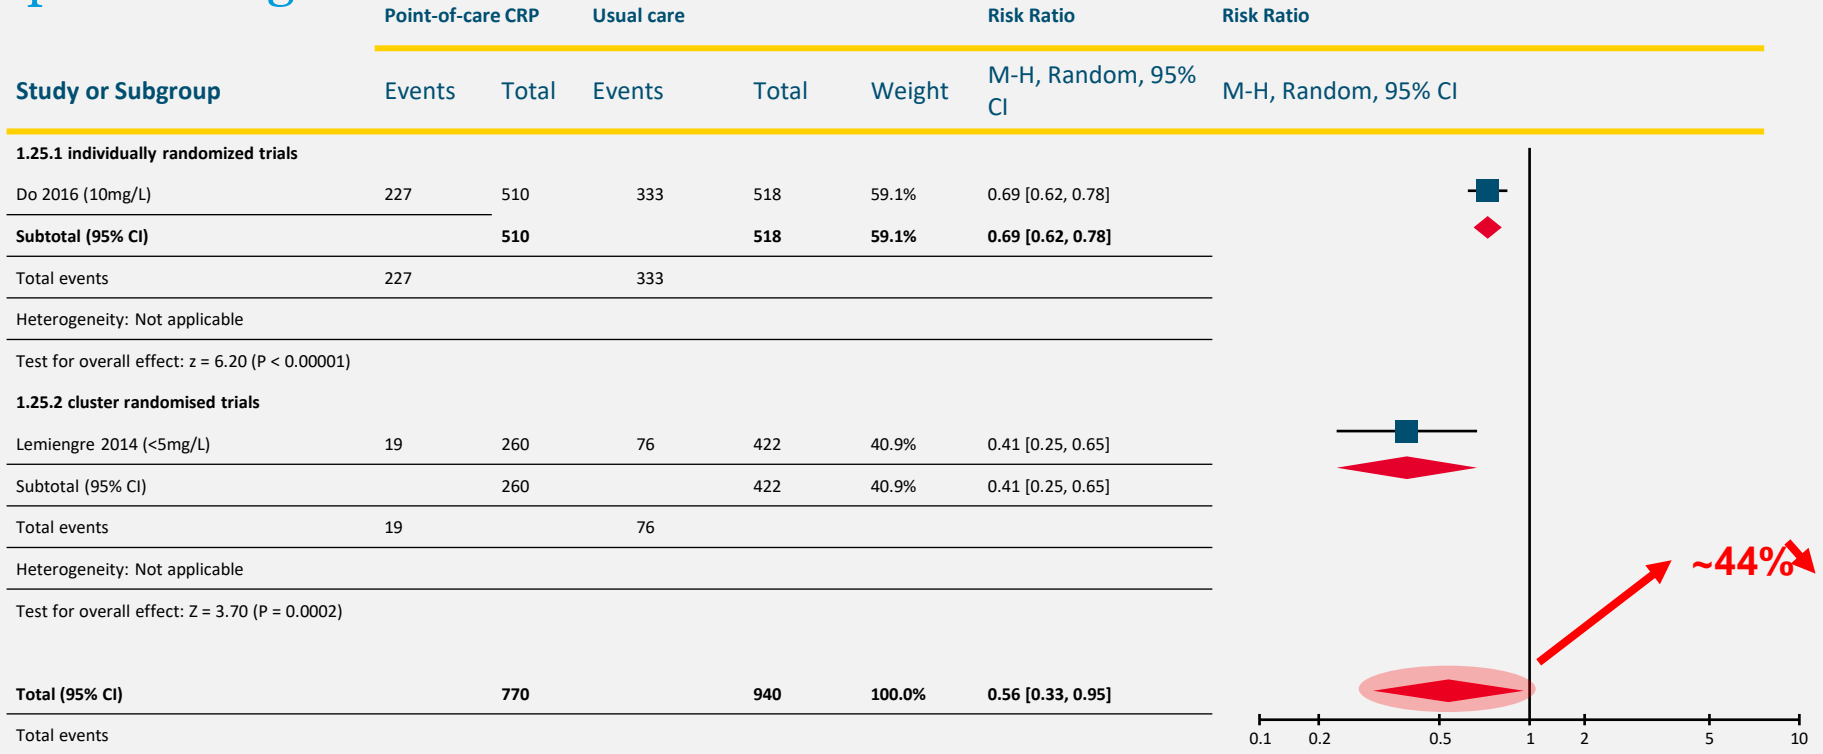 Point-of-care CRP Usual care Risk Ratio Risk Ratio
Study or Subgroup Events Total Events Total Weight M-H, Random, 95% CI M-H, Random, 95% CI
1.25.1 individually randomized trials
Do 2016 (10mg/L) 227 510 333 518 59.1% 0.69 [0.62, 0.78]
Subtotal (95% CI) 510 518 59.1% 0.69 [0.62, 0.78]
Total events 227 333
Heterogeneity: Not applicable
Test for overall effect: z = 6.20 (P < 0.00001)
1.25.2 cluster randomised trials
Lemiengre 2014 (<5mg/L) 19 260 76 422 40.9% 0.41 [0.25, 0.65]
Subtotal (95% CI) 260 422 40.9% 0.41 [0.25, 0.65]
Total events 19 76
Heterogeneity: Not applicable
~44%
Test for overall effect: Z = 3.70 (P = 0.0002)
Total (95% CI) 770 940 100.0% 0.56 [0.33, 0.95]
Total events
0.1 0.2 0.5 1 2 5 10